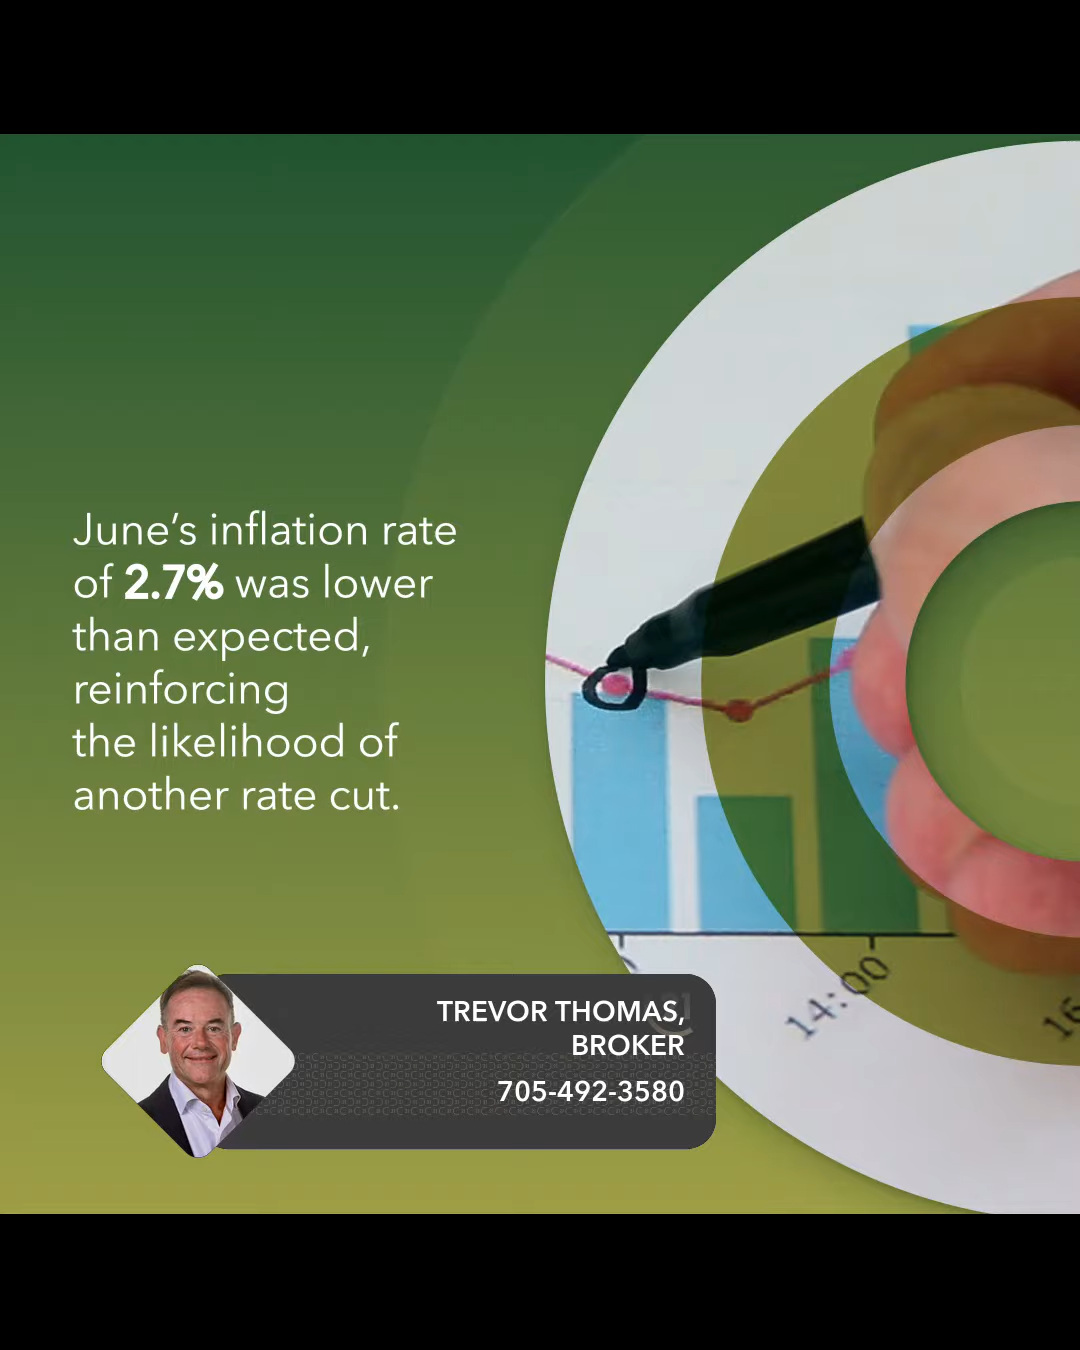 June’s inflation rate
of 2.7% was lower
than expected,
reinforcing
the likelihood of
another rate cut.
14:00
TREVOR THOMAS,
BROKER
705-492-3580